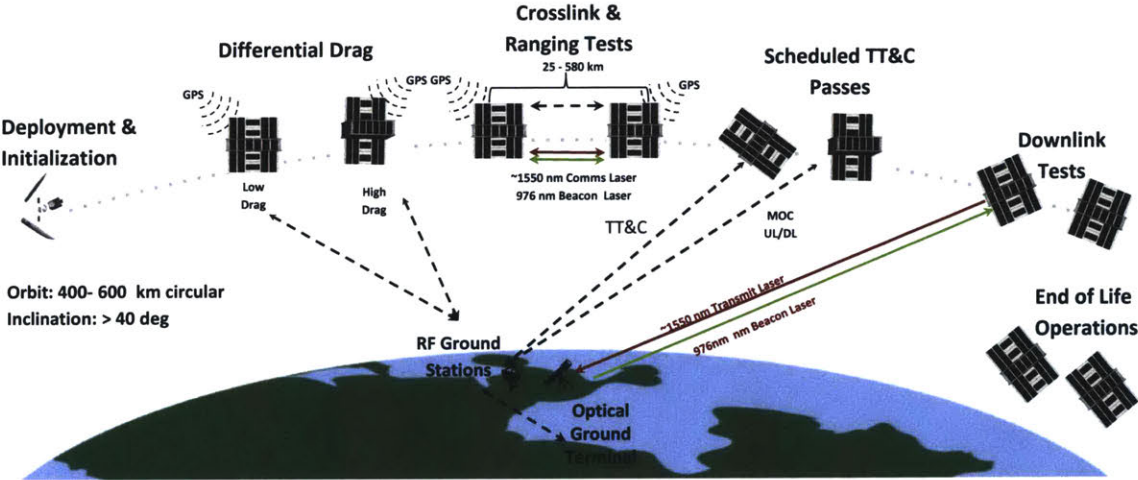 Crosslink &
Ranging Tests
25 - 580 km
Differential Drag
Scheduled TT&C
Passes
GPS
GPS GPS
GPS
Deployment &
Initialization
Downlink
Tests
Low
Drag
High
Drag
~1550 nm Comms Laser
976 nm Beacon Laser
TT&C
MOC
UL/DL
Orbit: 400- 600 km circular
Inclination: > 40 deg
~1550 nm Transmit Laser
976nm nm Beacon Laser
End of Life
Operations
RF Ground
Stations
Optical
Ground
Terminal